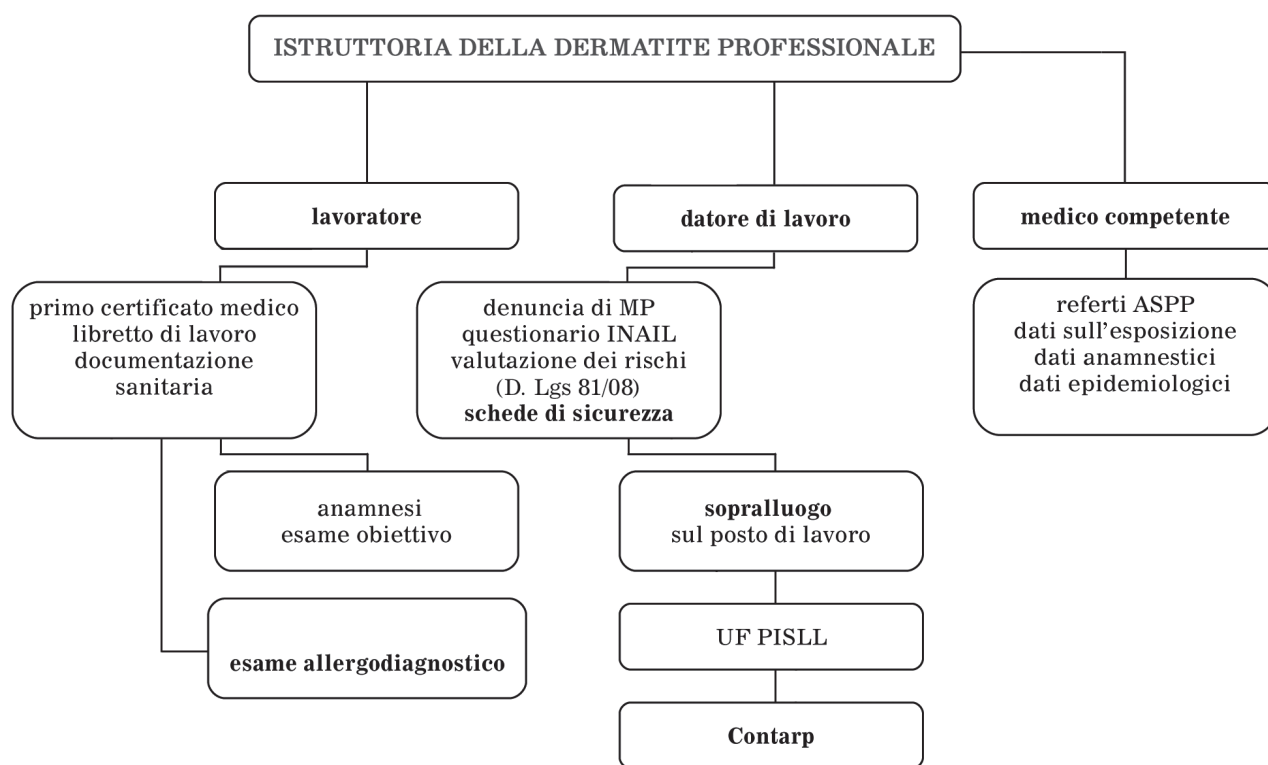 ISTRUTTORIA DELLA DERMATITE PROFESSIONALE
lavoratore
datore di lavoro
medico competente
primo certificato medico
libretto di lavoro
documentazione
sanitaria
denuncia di MP
questionario INAIL
valutazione dei rischi
(D. Lgs 81/08)
schede di sicurezza
referti ASPP
dati sull'esposizione
dati anamnestici
dati epidemiologici
anamnesi
esame obiettivo
sopralluogo
sul posto di lavoro
esame allergodiagnostico
UF PISLL
Contarp